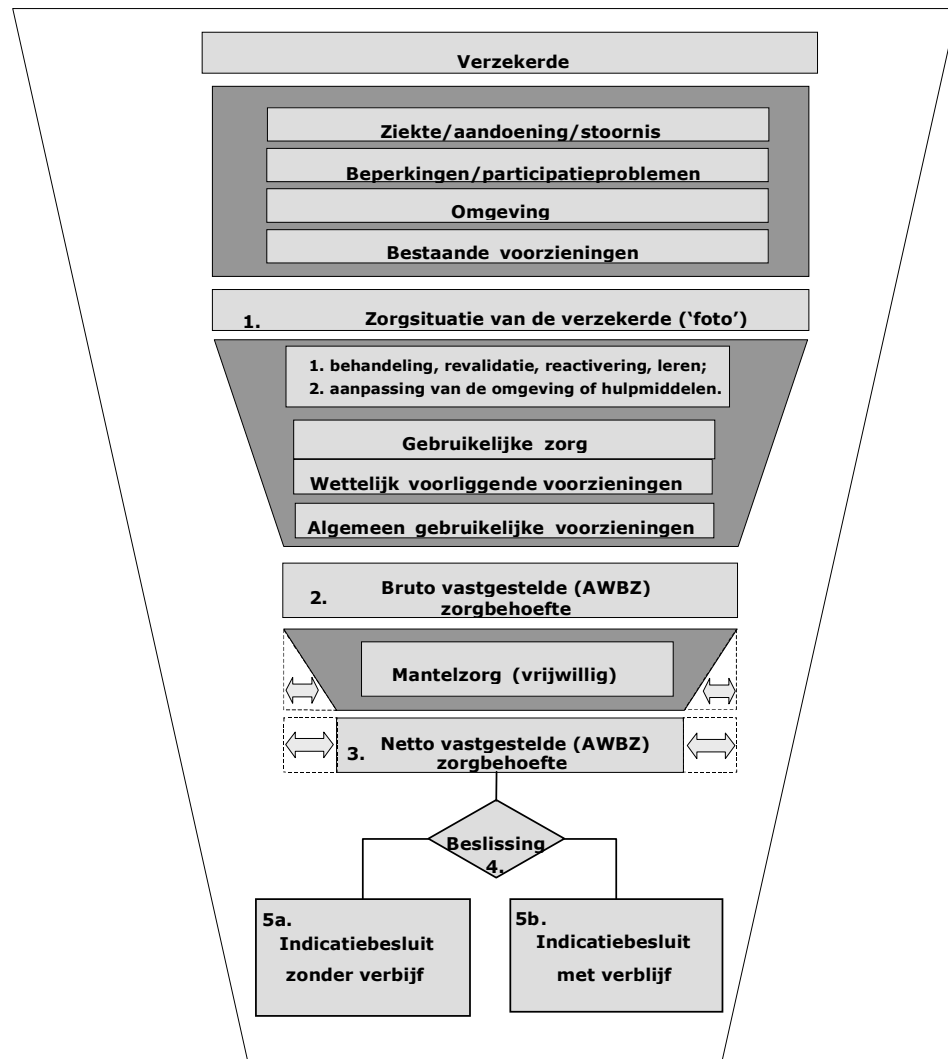 Verzekerde
Ziekte/aandoening/stoornis
Beperkingen/participatieproblemen
Omgeving
Bestaande voorzieningen
1. Zorgsituatie van de verzekerde (‘foto’)
1. behandeling, revalidatie, reactivering, leren;
2. aanpassing van de omgeving of hulpmiddelen.
Gebruikelijke zorg
Wettelijk voorliggende voorzieningen
Algemeen gebruikelijke voorzieningen
2. Bruto vastgestelde (AWBZ)
zorgbehoefte
Mantelzorg (vrijwillig)
3. Netto vastgestelde (AWBZ)
zorgbehoefte
Beslissing
4.
5a.
Indicatiebesluit
zonder verbijf
5b.
Indicatiebesluit
met verblijf